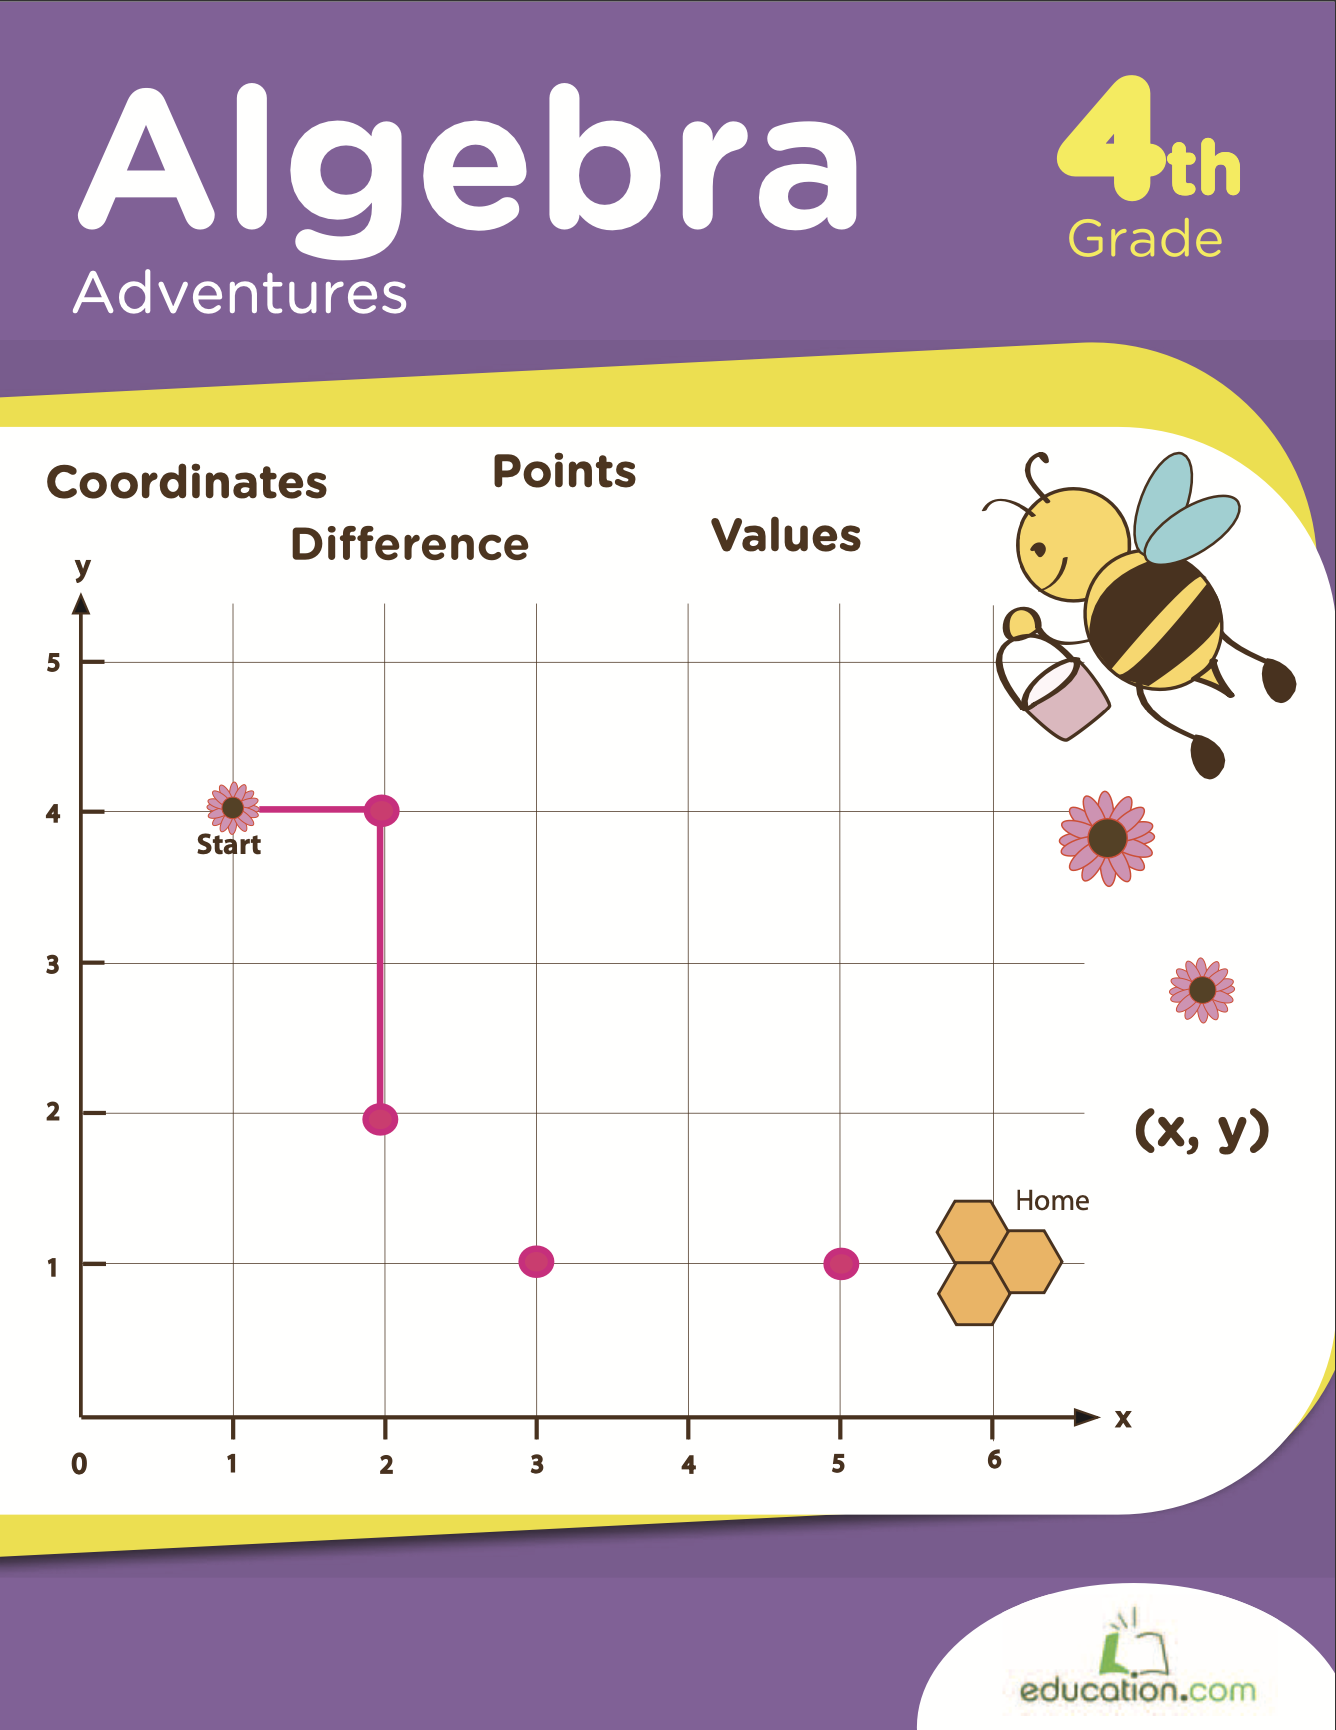 Algebra
Adventures
4th
Grade
Coordinates
Points
Difference
Values
y
5
4
Start
3
2
(x, y)
Home
1
x
0 1 2 3 4 5 6
education.com